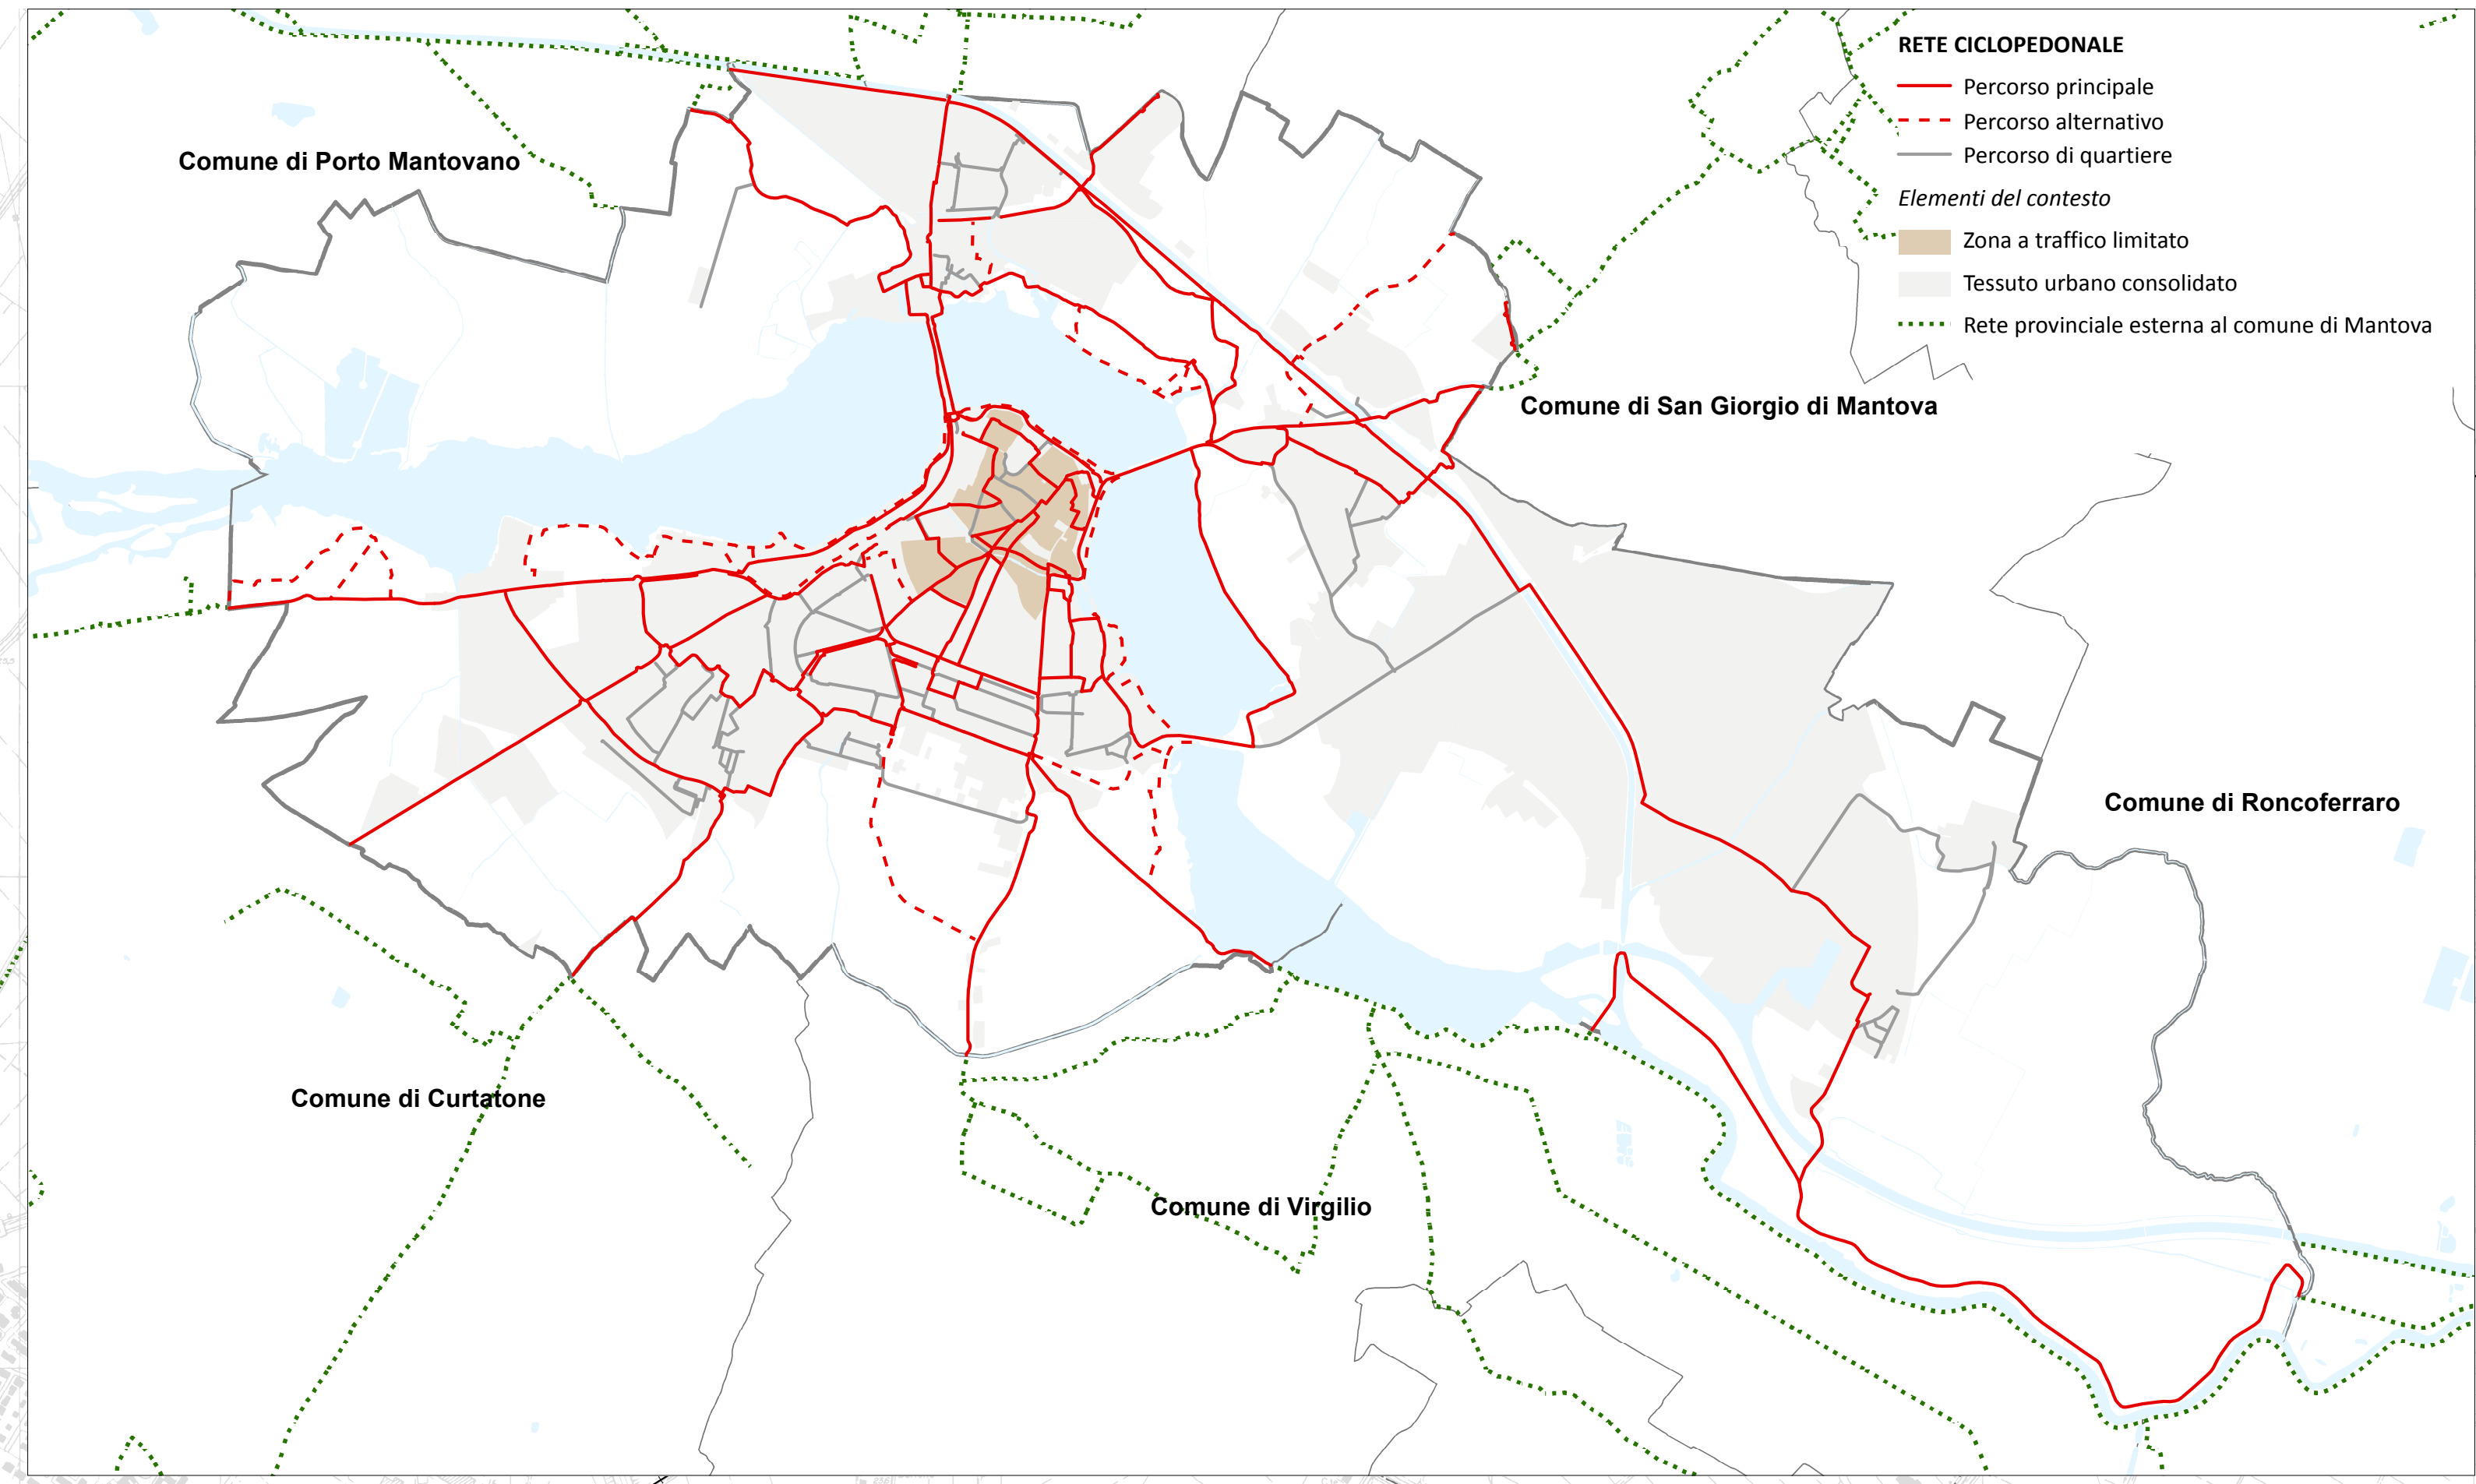 RETE CICLOPEDONALE
Percorso principale
Percorso alternativo
Percorso di quartiere
Elementi del contesto
Zona a traffico limitato
Tessuto urbano consolidato
Rete provinciale esterna al comune di Mantova
Comune di Porto Mantovano
Comune di San Giorgio di Mantova
Comune di Roncoferraro
Comune di Curtatone
Comune di Virgilio